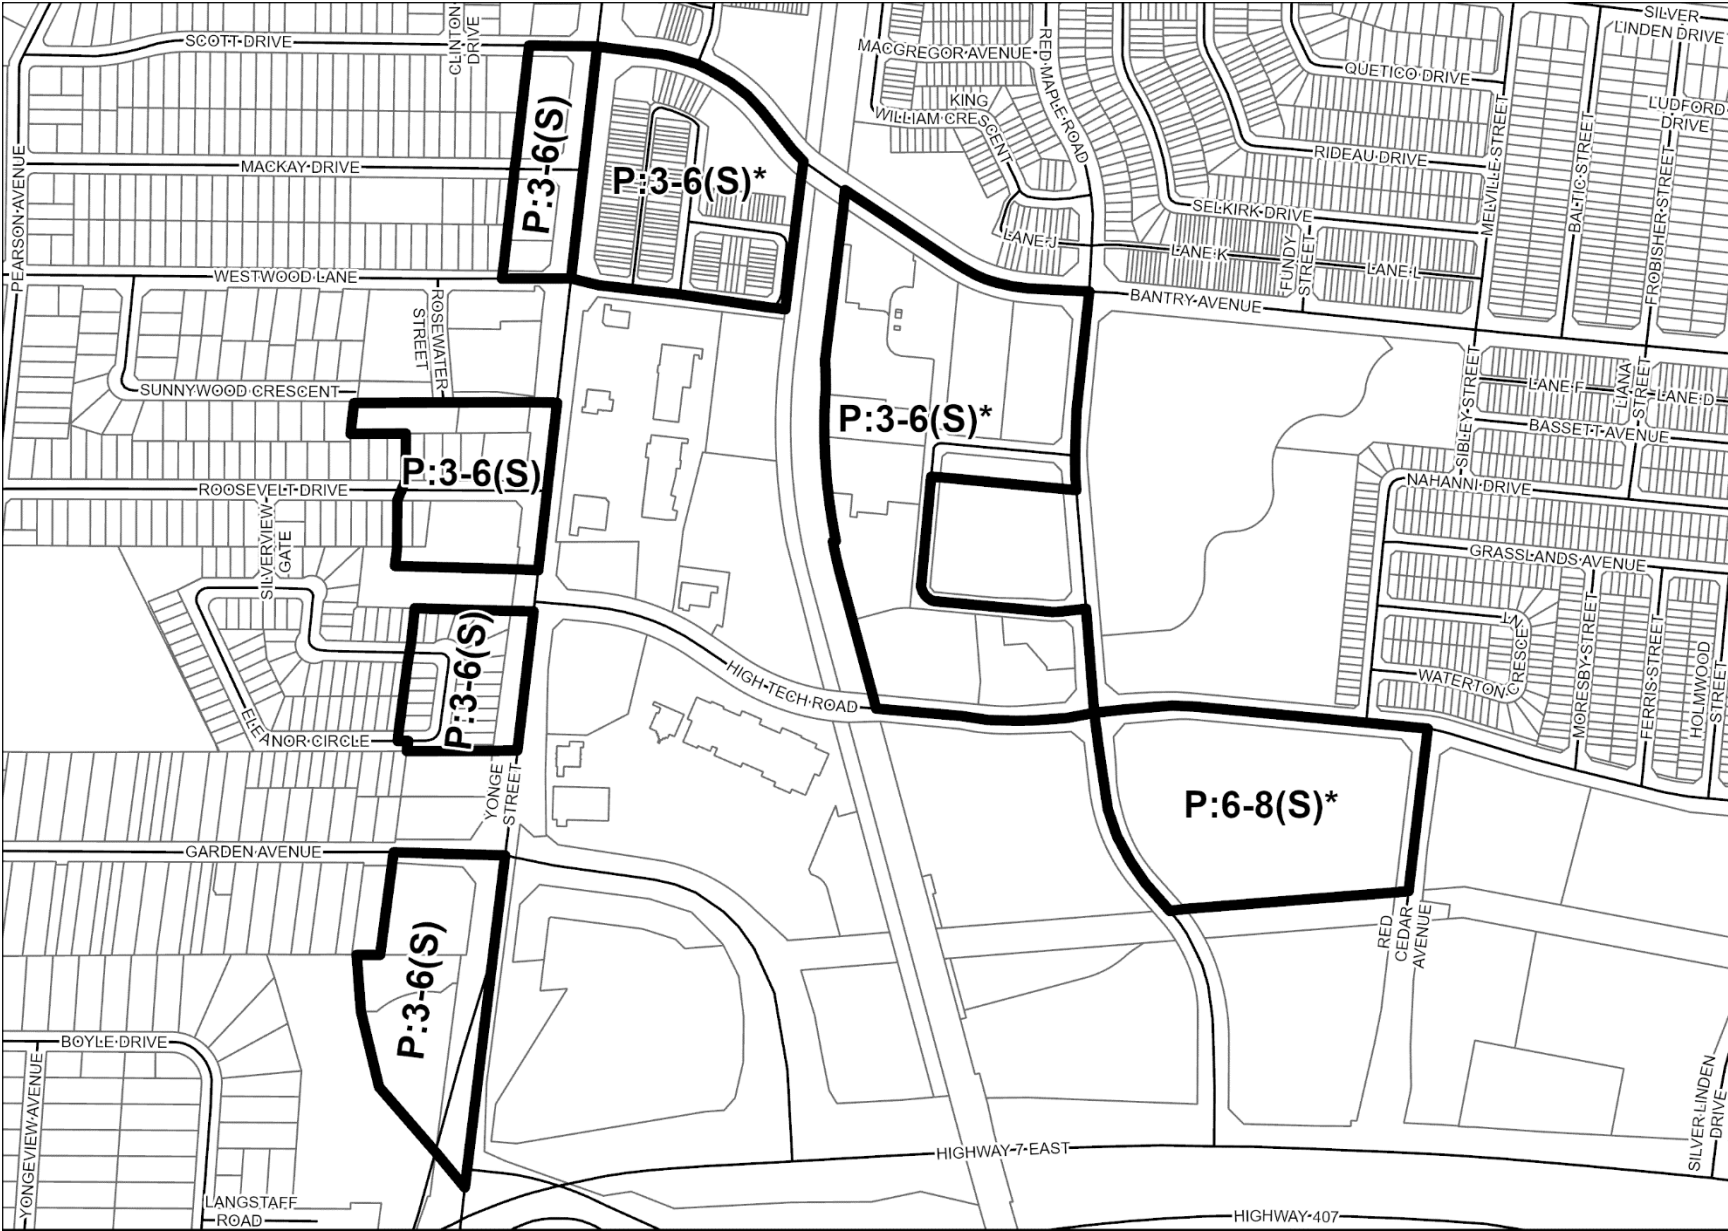 SILVER
LINDEN DRIVE
SCOTT DRIVE
CLINTON
DRIVE
MACGREGOR AVENUE
RED MAPLE ROAD
QUETICO DRIVE
KING
WILLIAM CRESCENT
LUDFORD
DRIVE
MELVILLE STREET
BALTIC STREET
FROBISHER STREET
PEARSON AVENUE
MACKAY DRIVE
P:3-6(S)
P:3-6(S)*
RIDEAU DRIVE
SELKIRK DRIVE
LANE J
LANE K
FUNDY
STREET
LANE L
WESTWOOD LANE
ROSEWATER
STREET
BANTRY AVENUE
SUNNYWOOD CRESCENT
SIBLEY STREET
LANE F
LIANA
STREET
LANE D
P:3-6(S)*
BASSETT AVENUE
P:3-6(S)
ROOSEVELT DRIVE
NAHANNI DRIVE
SILVERVIEW
GATE
GRASSLANDS AVENUE
P:3-6(S)
HIGH TECH ROAD
WATERTON
CRESCENT
MORESBY STREET
FERRIS STREET
HOLMWOOD
STREET
ELEANOR CIRCLE
YONGE
STREET
P:6-8(S)*
GARDEN AVENUE
P:3-6(S)
RED
CEDAR
AVENUE
BOYLE DRIVE
YONGEVIEW AVENUE
SILVER LINDEN
DRIVE
HIGHWAY 7 EAST
LANGSTAFF
ROAD
HIGHWAY 407